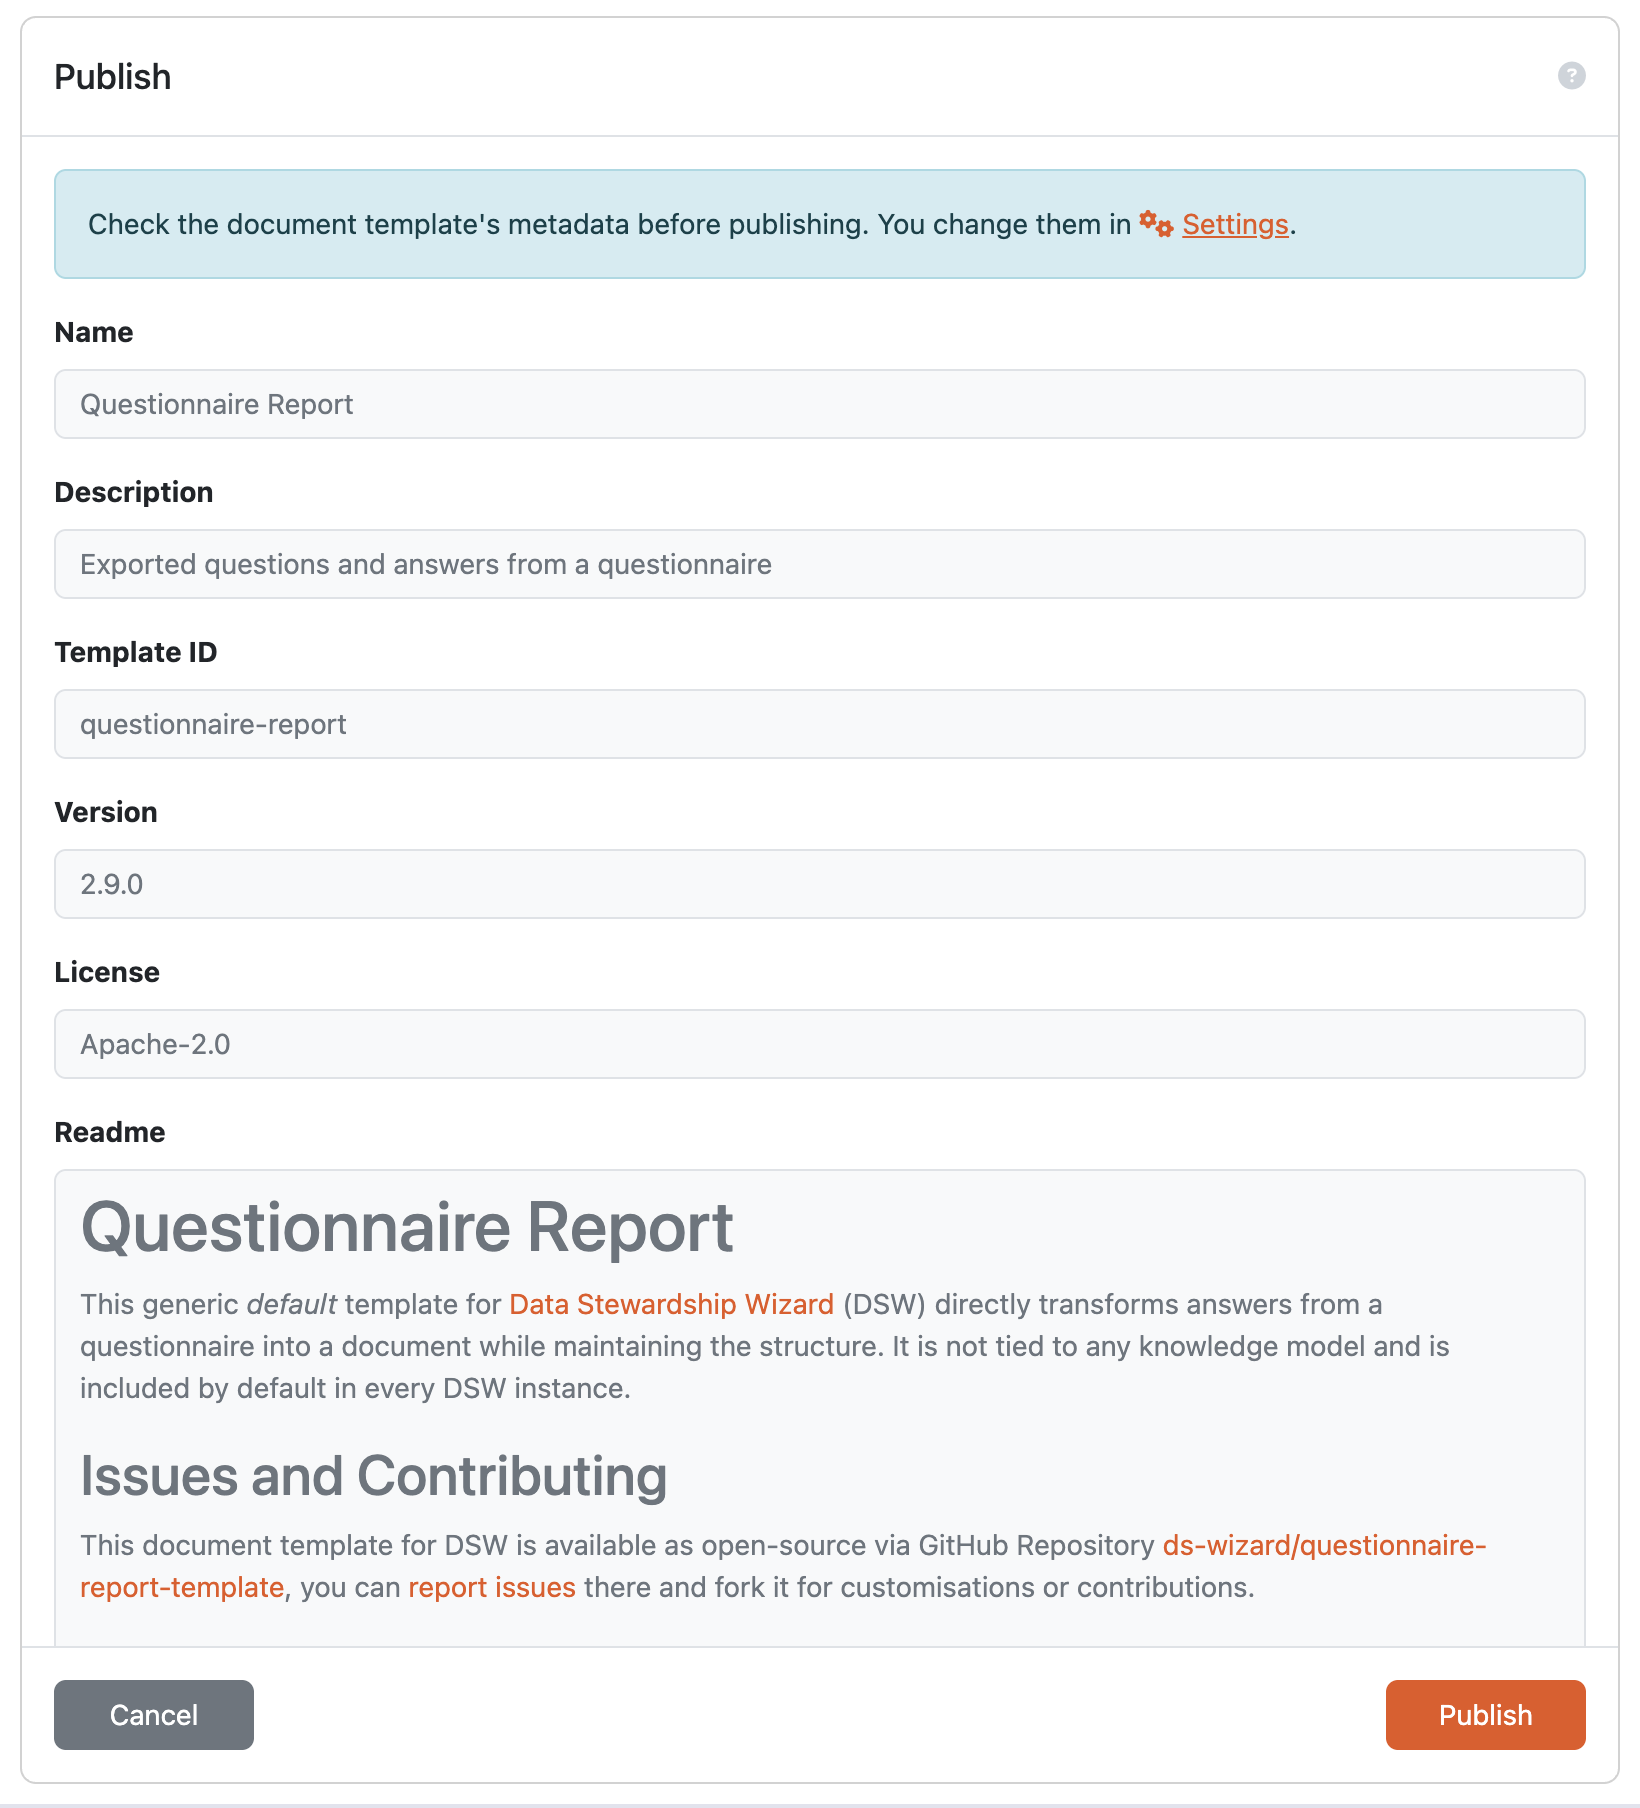 Publish
?
Check the document template's metadata before publishing. You change them in Settings.
Name
Questionnaire Report
Description
Exported questions and answers from a questionnaire
Template ID
questionnaire-report
Version
2.9.0
License
Apache-2.0
Readme
Questionnaire Report
This generic default template for Data Stewardship Wizard (DSW) directly transforms answers from a
questionnaire into a document while maintaining the structure. It is not tied to any knowledge model and is
included by default in every DSW instance.
Issues and Contributing
This document template for DSW is available as open-source via GitHub Repository ds-wizard/questionnaire-
report-template, you can report issues there and fork it for customisations or contributions.
Cancel
Publish